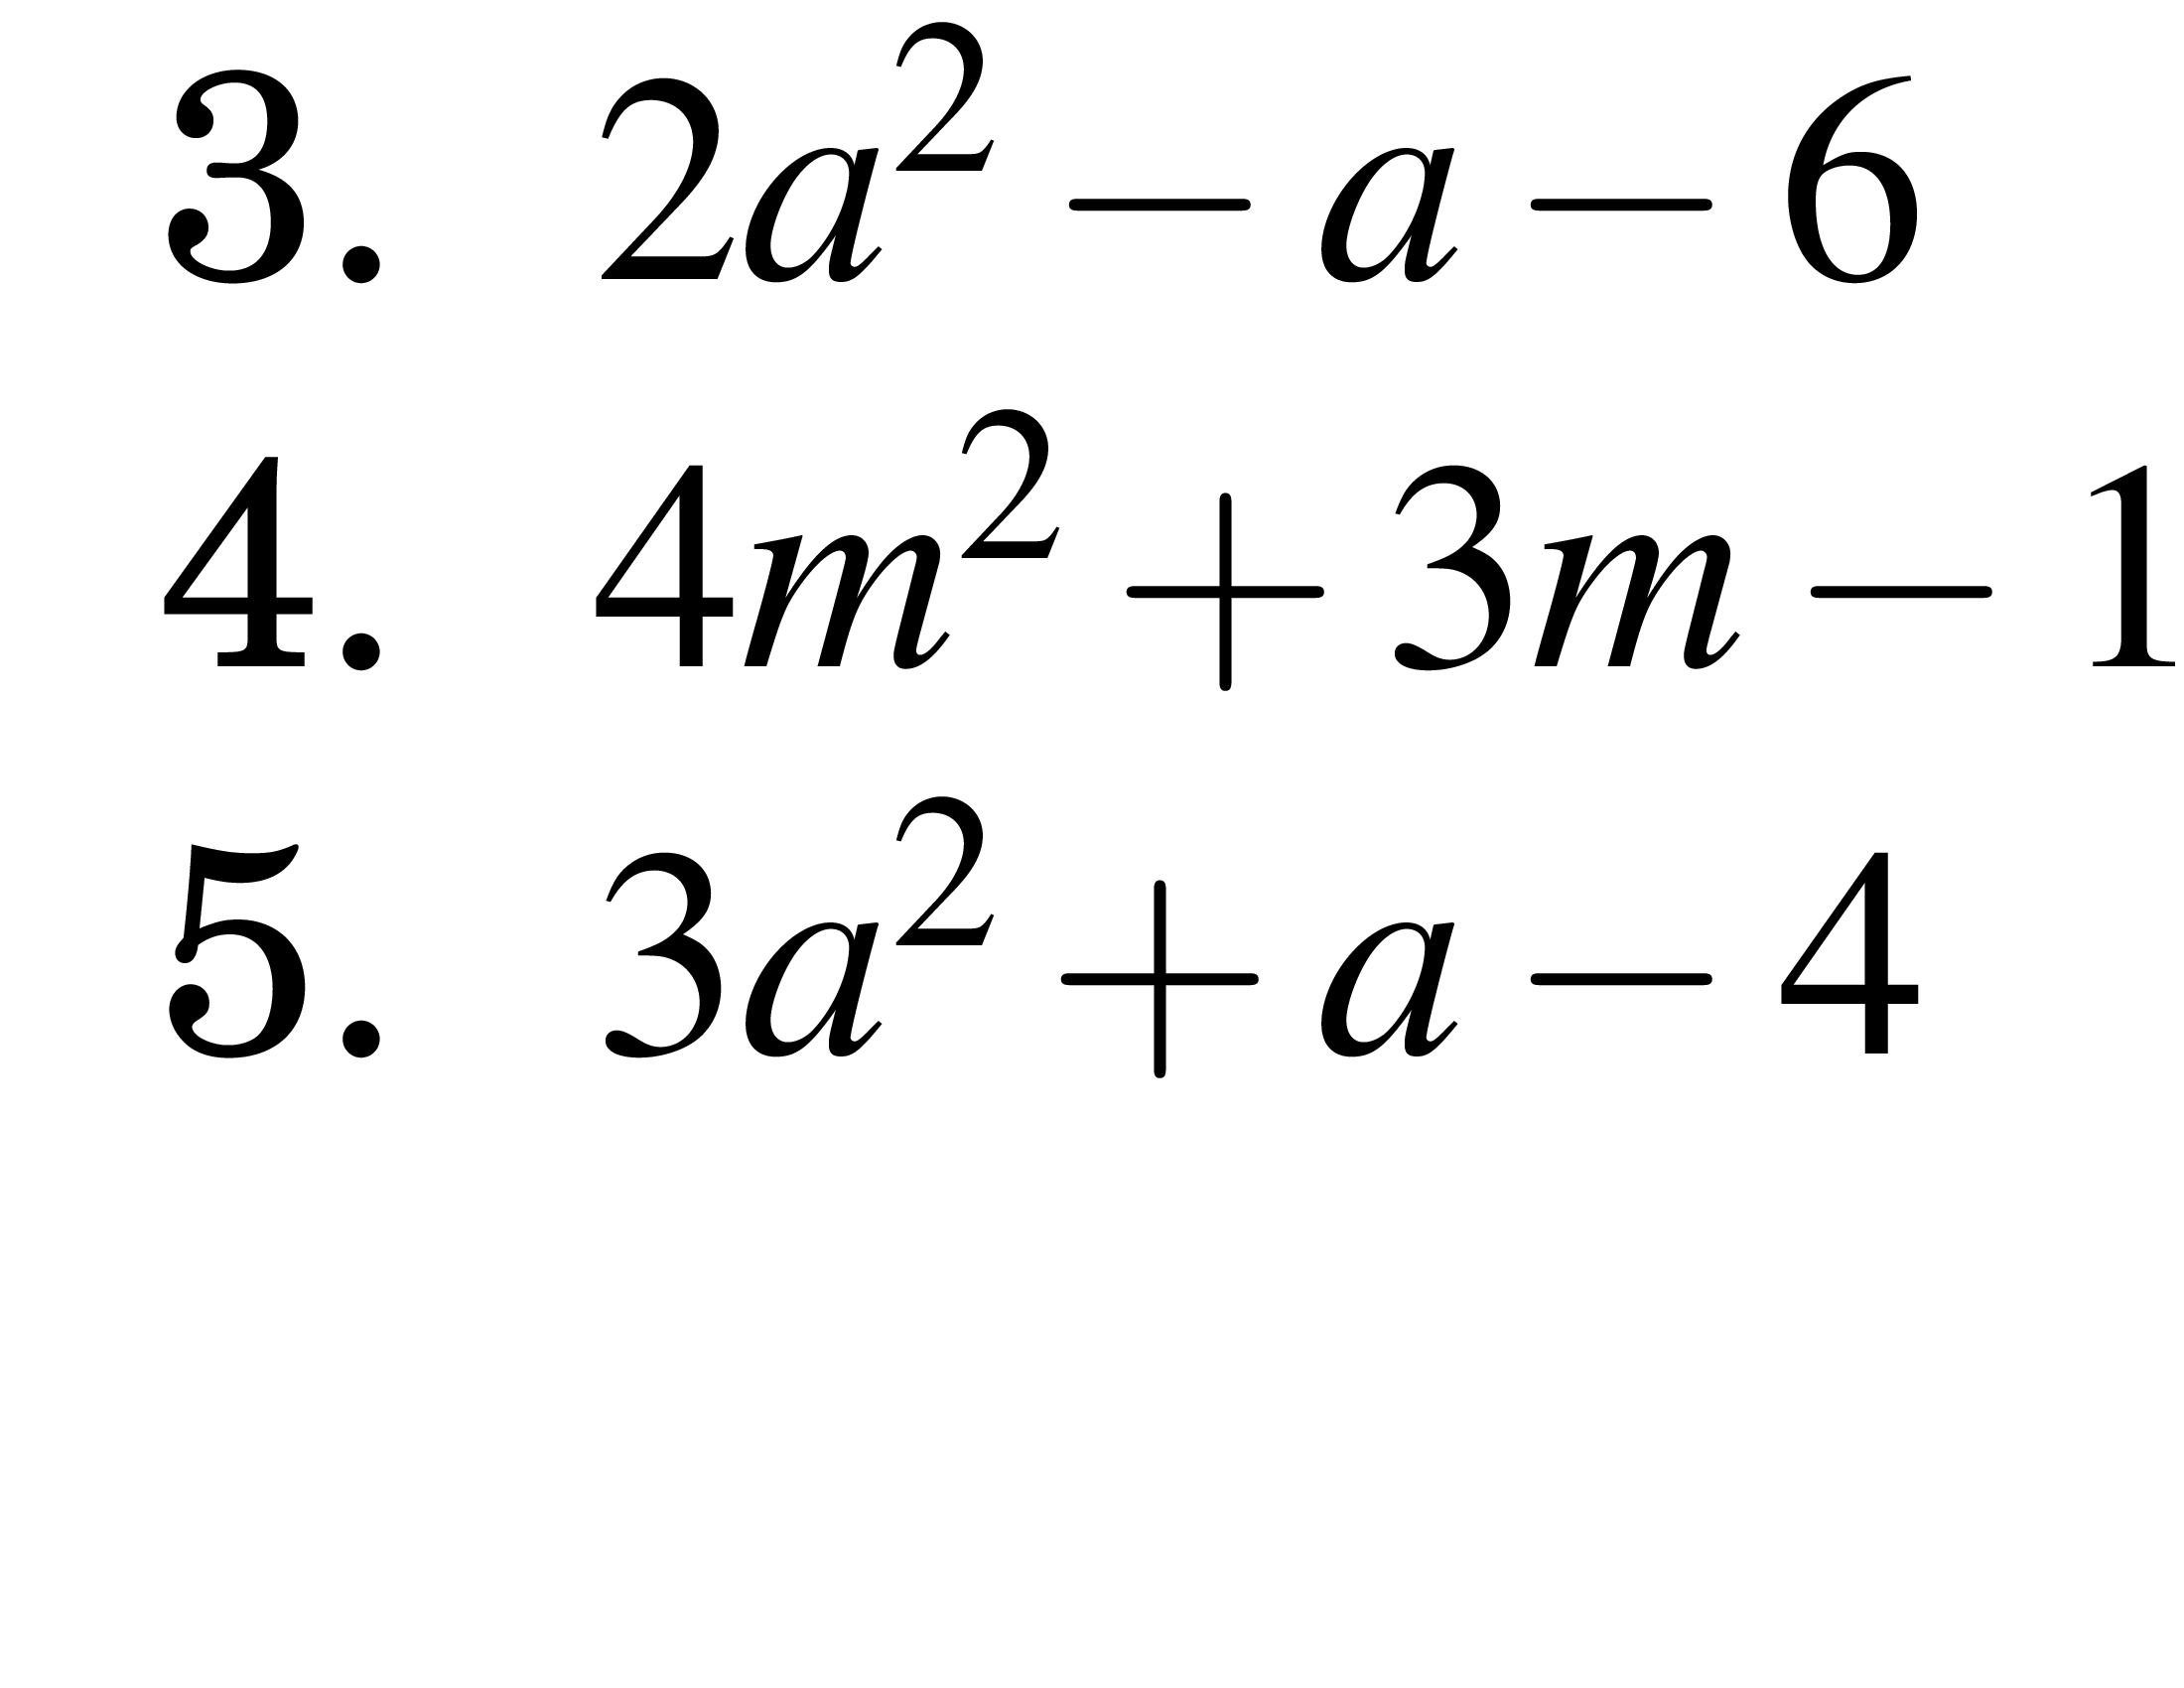 3. 2a² − a − 6
4. 4m² + 3m − 1
5. 3a² + a − 4